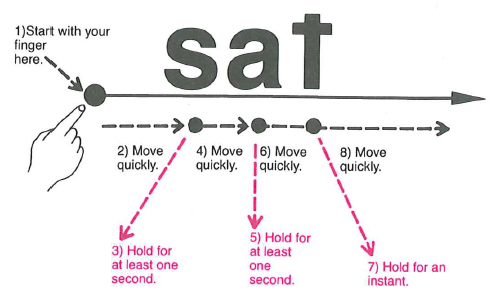 1)Start with your
finger
here.
sat
2) Move
quickly.
4) Move
quickly.
6) Move
quickly.
8) Move
quickly.
3) Hold for
at least one
second.
5) Hold for
at least
one
second.
7) Hold for an
instant.